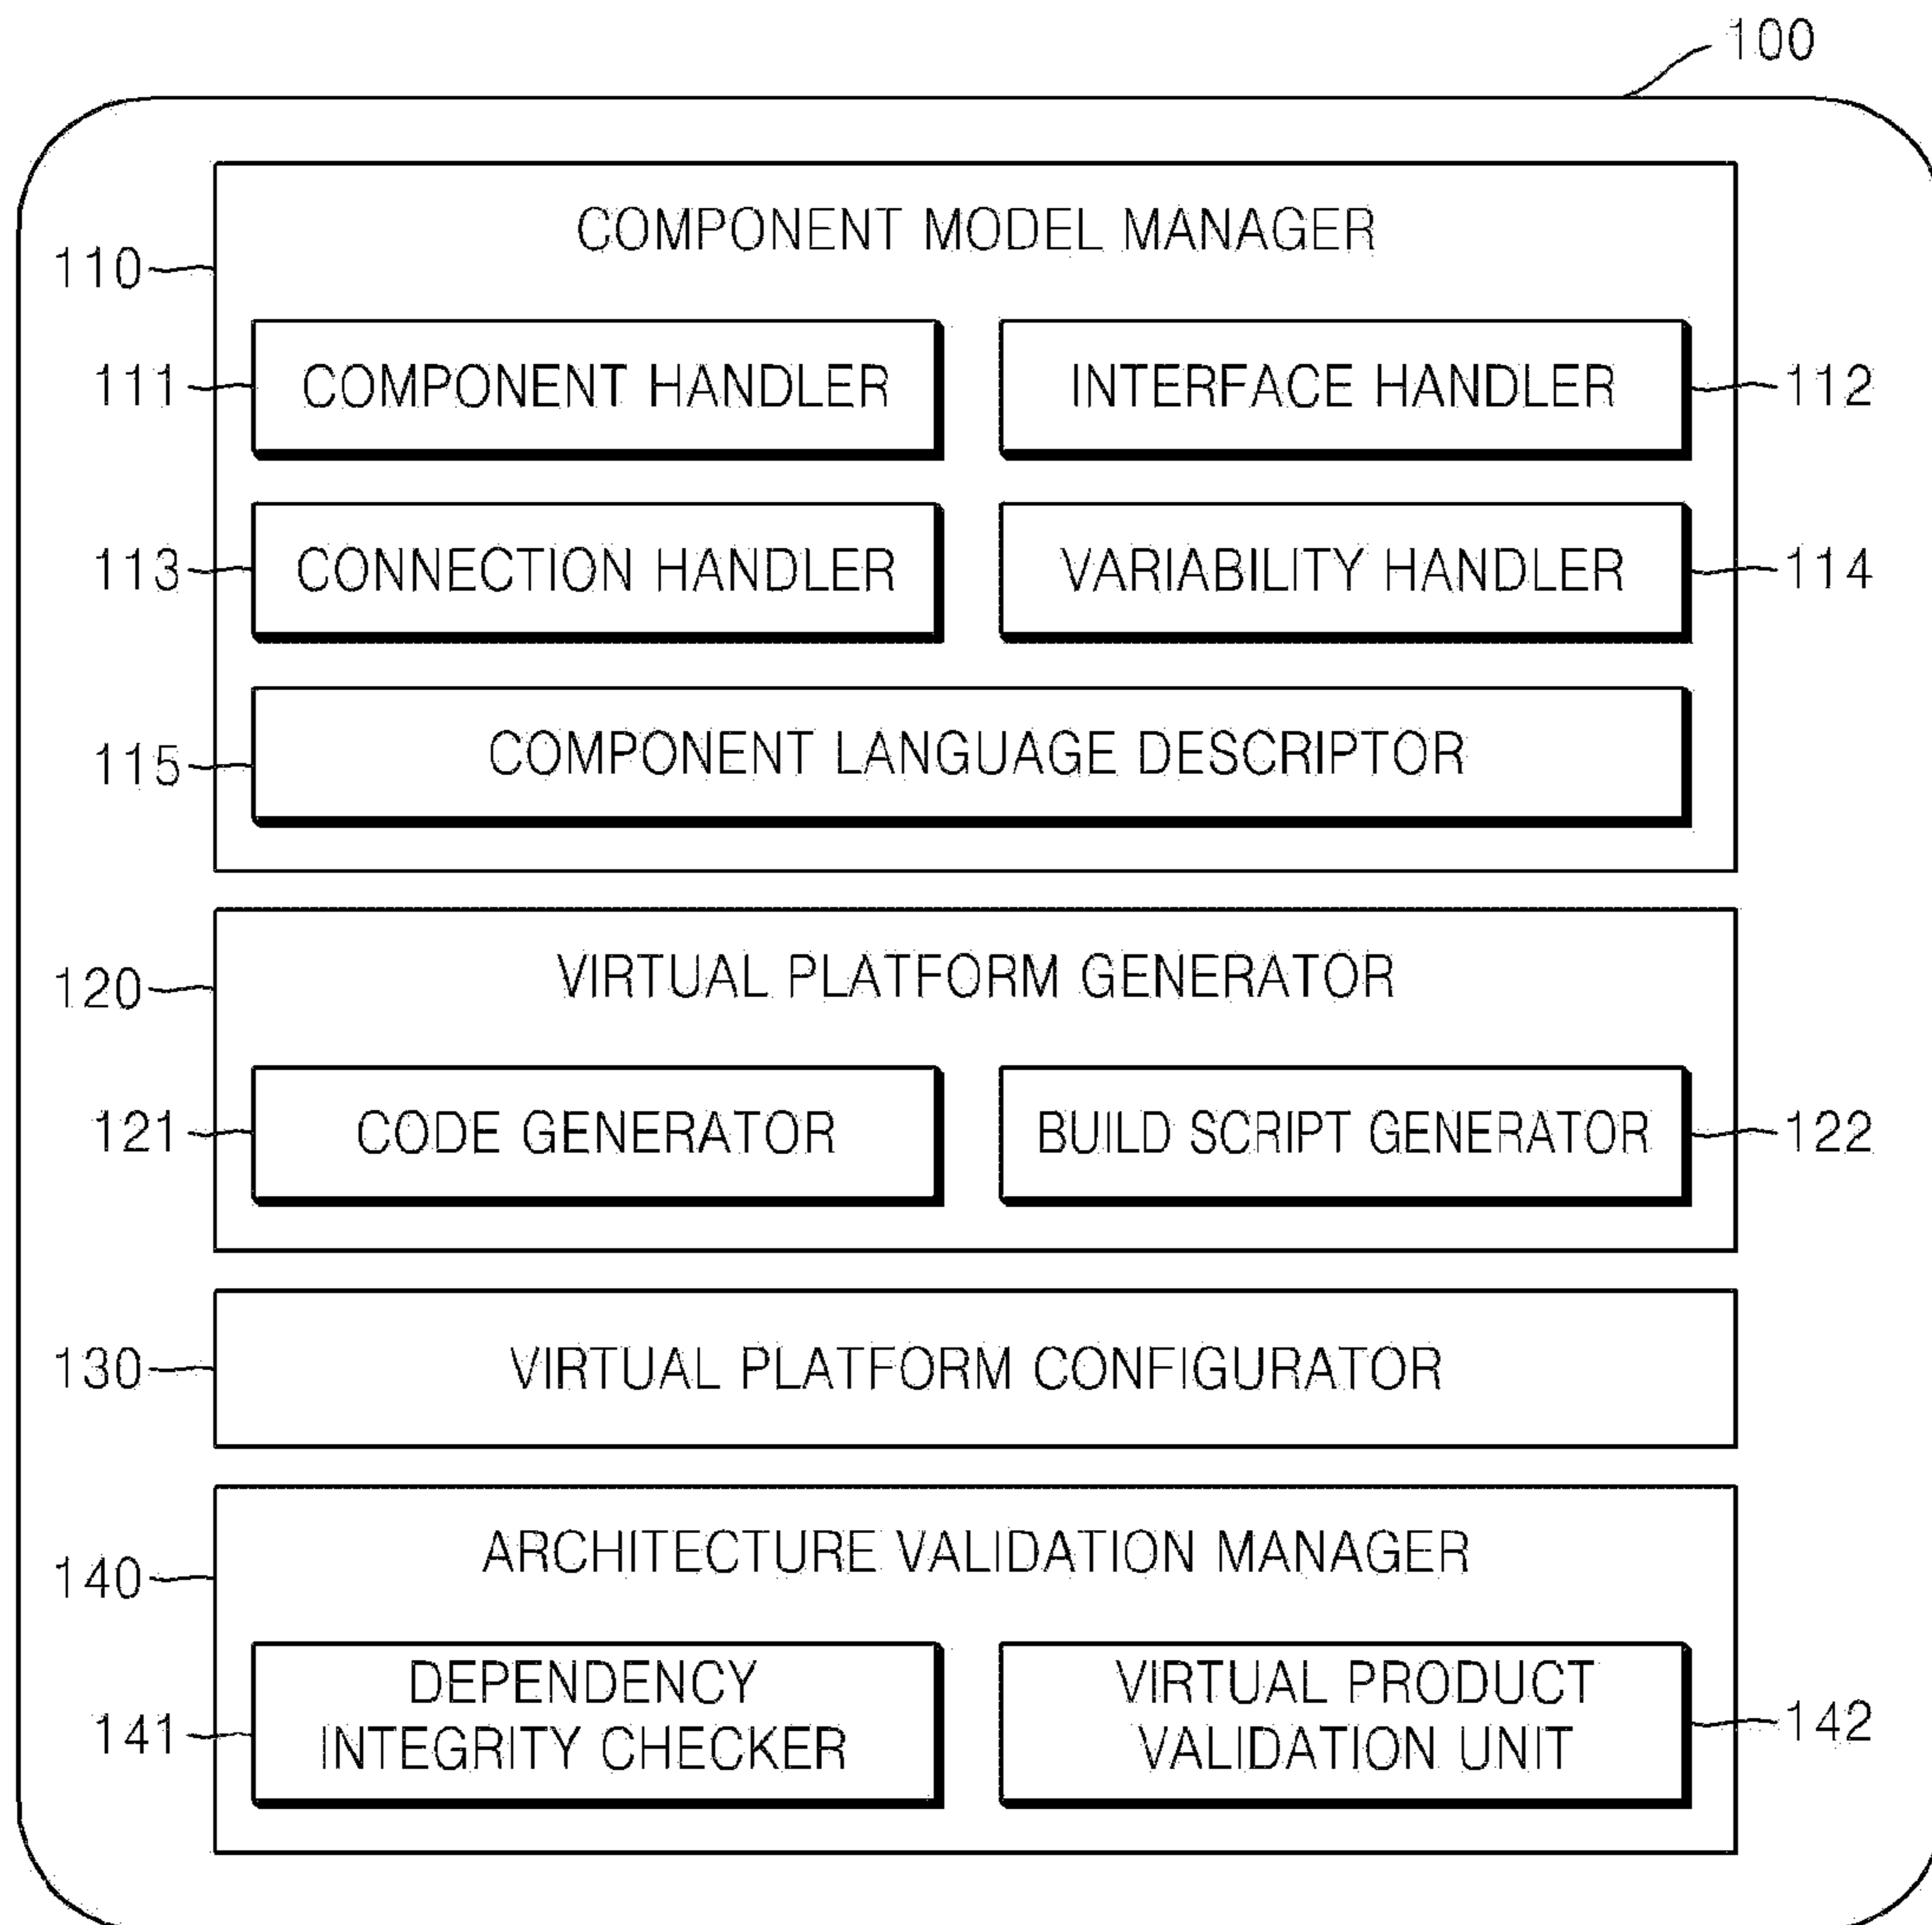 100
COMPONENT MODEL MANAGER
110
111 COMPONENT HANDLER INTERFACE HANDLER 112
113 CONNECTION HANDLER VARIABILITY HANDLER 114
115 COMPONENT LANGUAGE DESCRIPTOR
VIRTUAL PLATFORM GENERATOR
120
121 CODE GENERATOR BUILD SCRIPT GENERATOR 122
130 VIRTUAL PLATFORM CONFIGURATOR
ARCHITECTURE VALIDATION MANAGER
140
141 DEPENDENCY
INTEGRITY CHECKER
VIRTUAL PRODUCT
VALIDATION UNIT 142